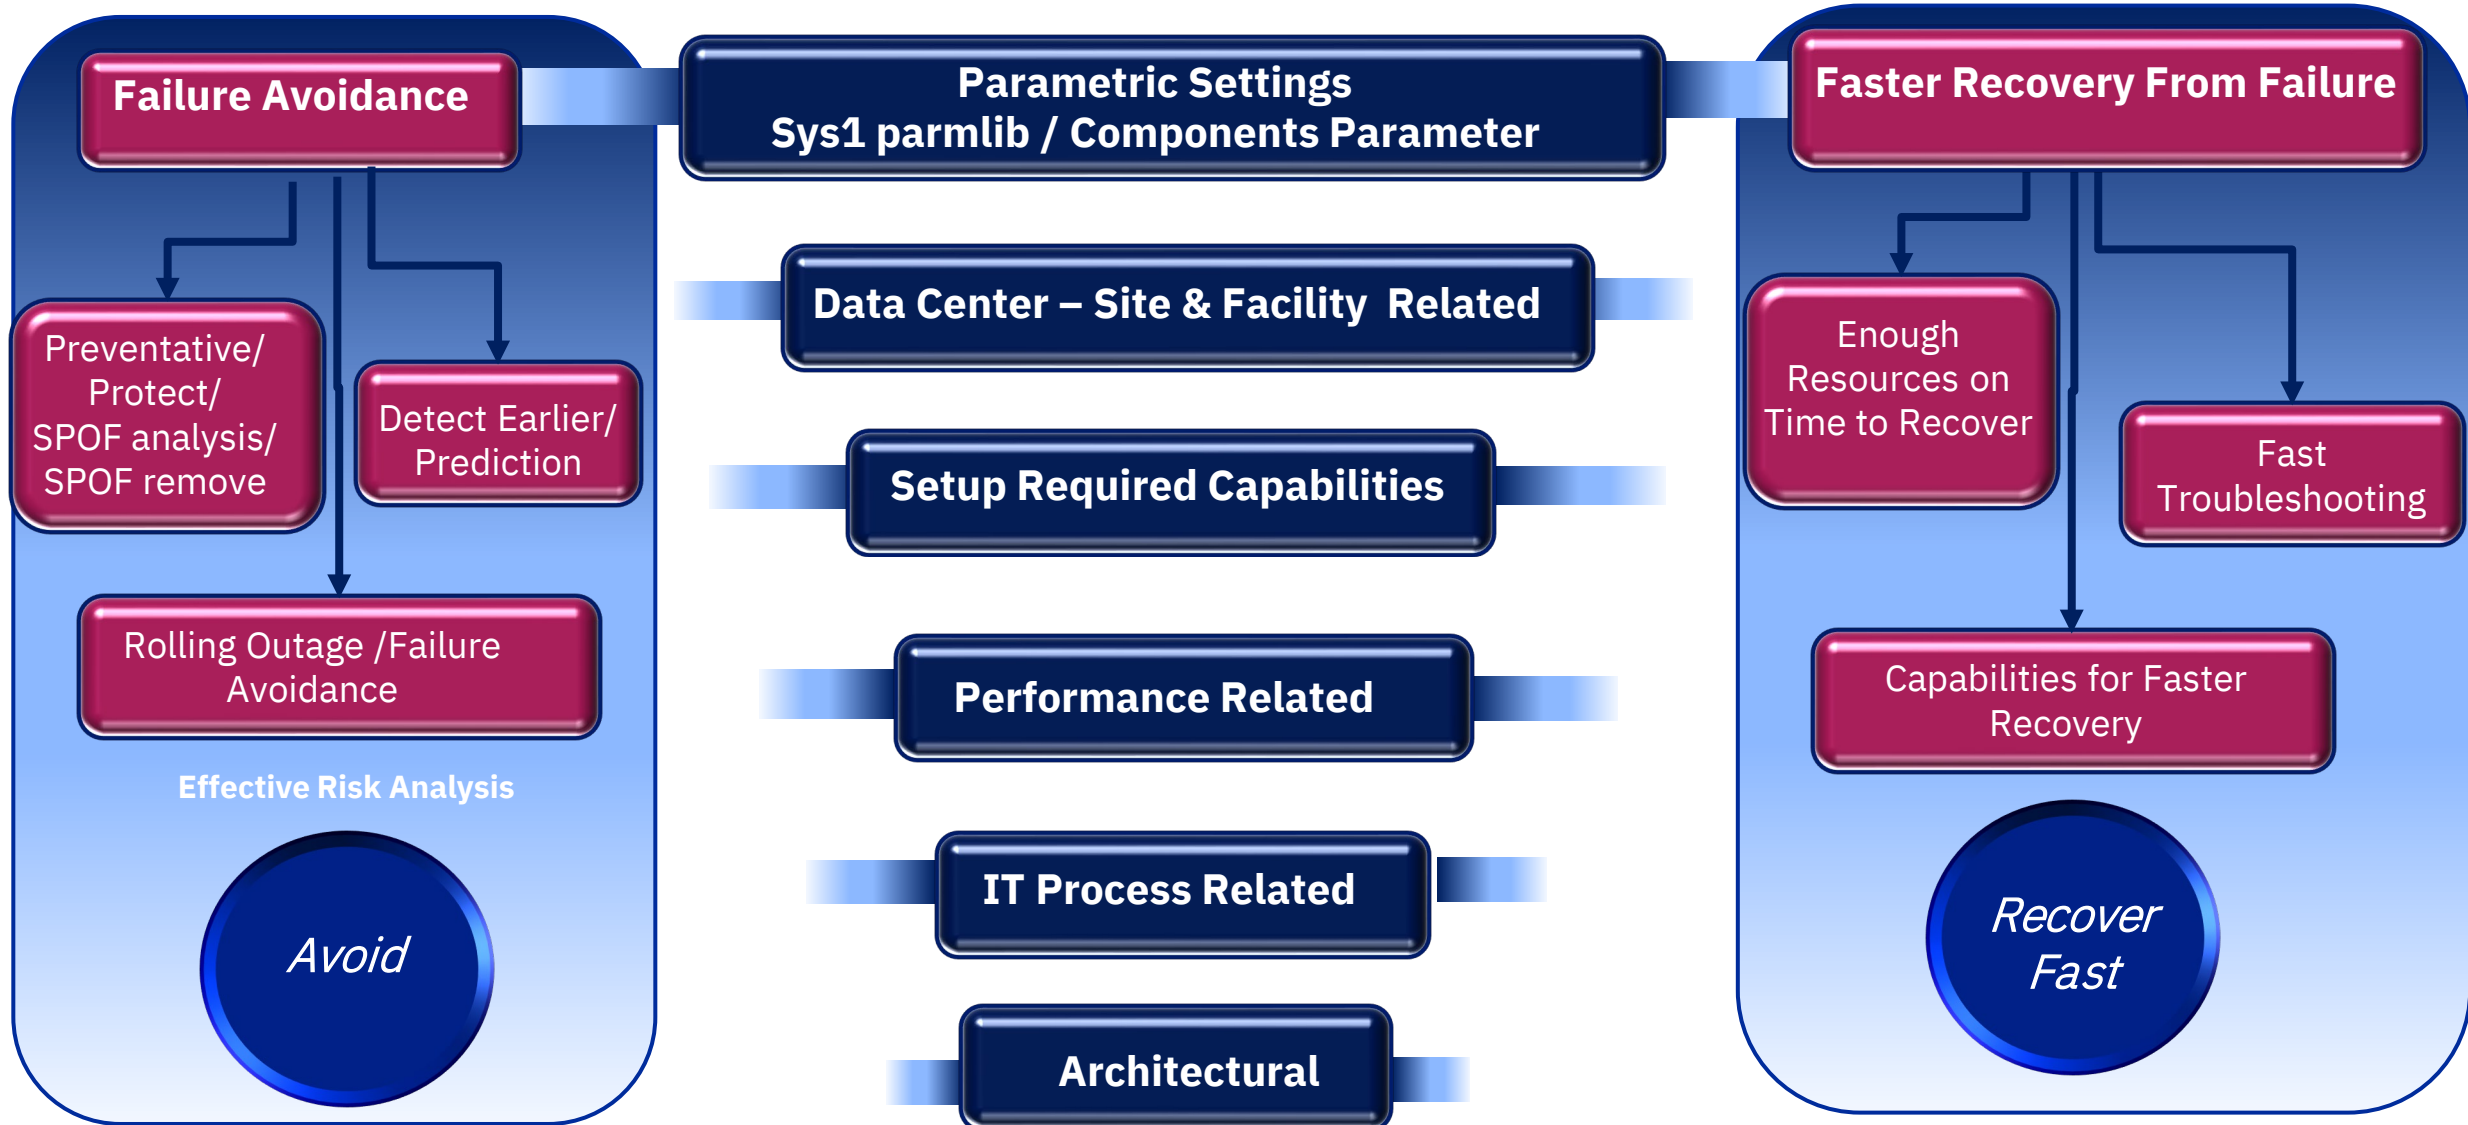 Failure Avoidance
Preventative/
Protect/
SPOF analysis/
SPOF remove
Detect Earlier/
Prediction
Rolling Outage /Failure
Avoidance
Effective Risk Analysis
Avoid
Parametric Settings
Sys1 parmlib / Components Parameter
Data Center – Site & Facility  Related
Setup Required Capabilities
Performance Related
IT Process Related
Architectural
Faster Recovery From Failure
Enough
Resources on
Time to Recover
Fast
Troubleshooting
Capabilities for Faster
Recovery
Recover
Fast